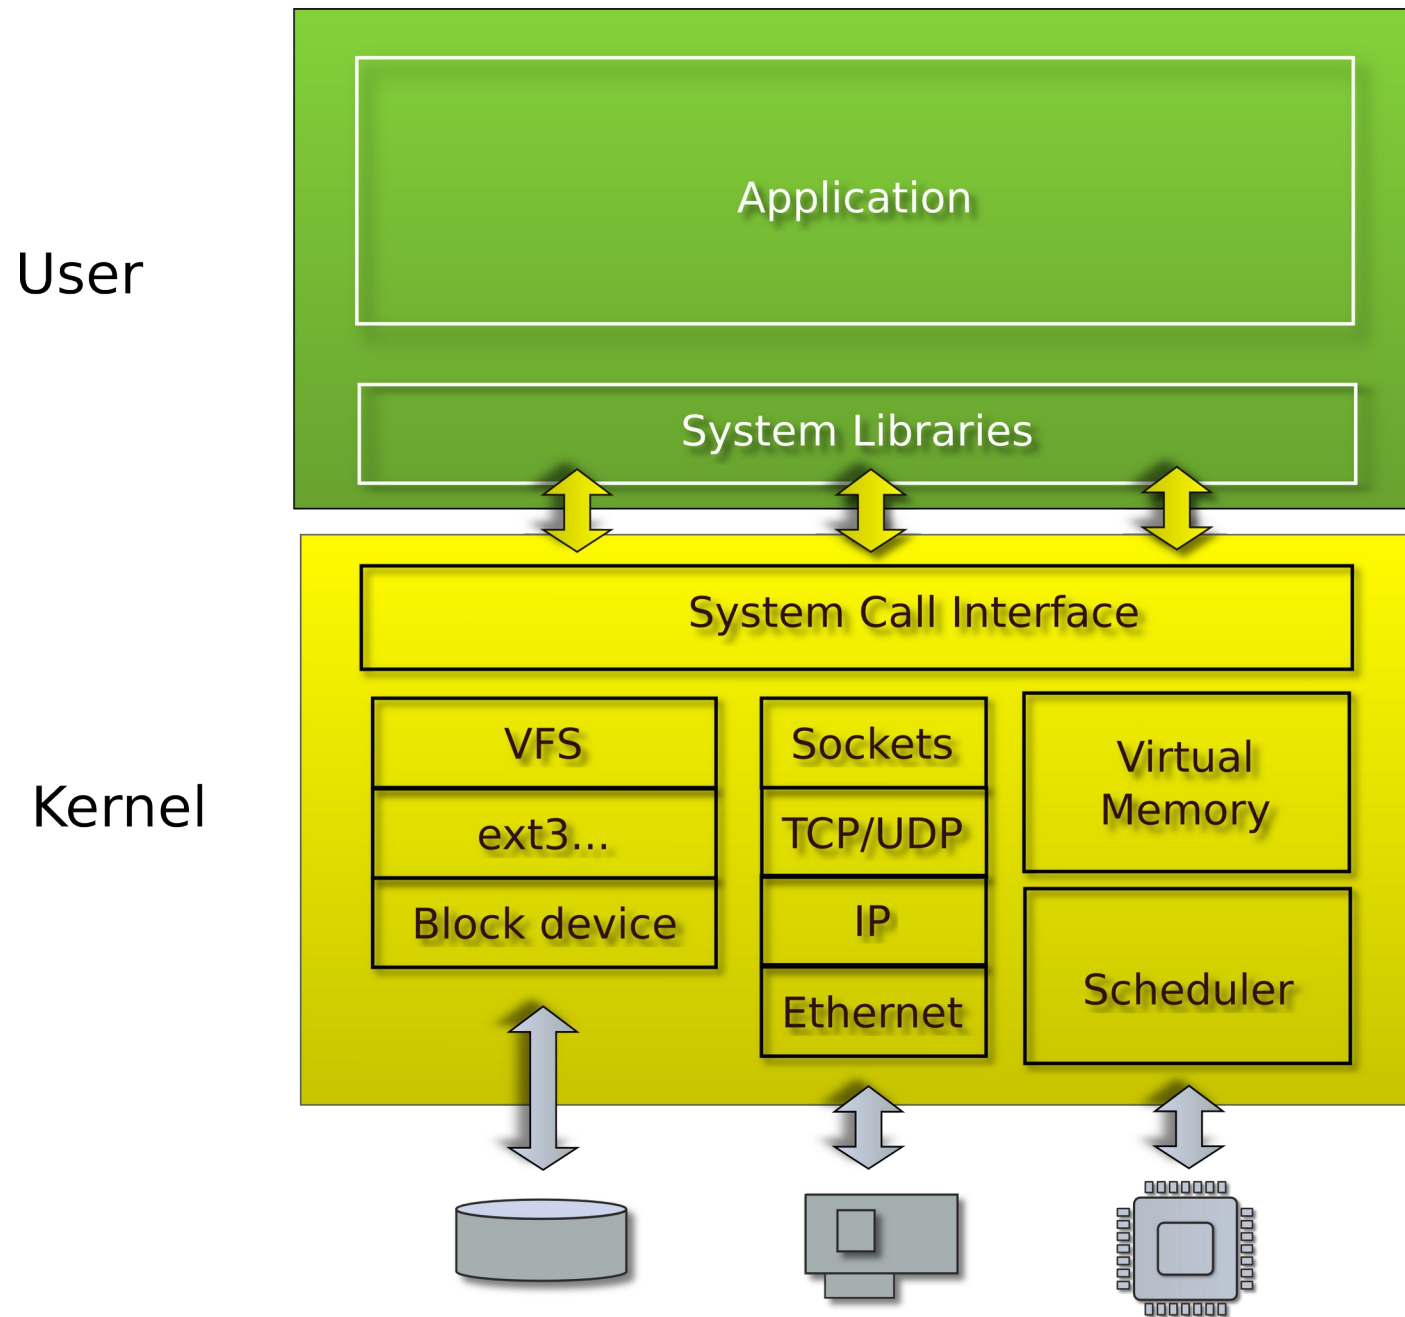 User
Application
System Libraries
Kernel
System Call Interface
VFS
ext3...
Block device
Sockets
TCP/UDP
IP
Ethernet
Virtual
Memory
Scheduler